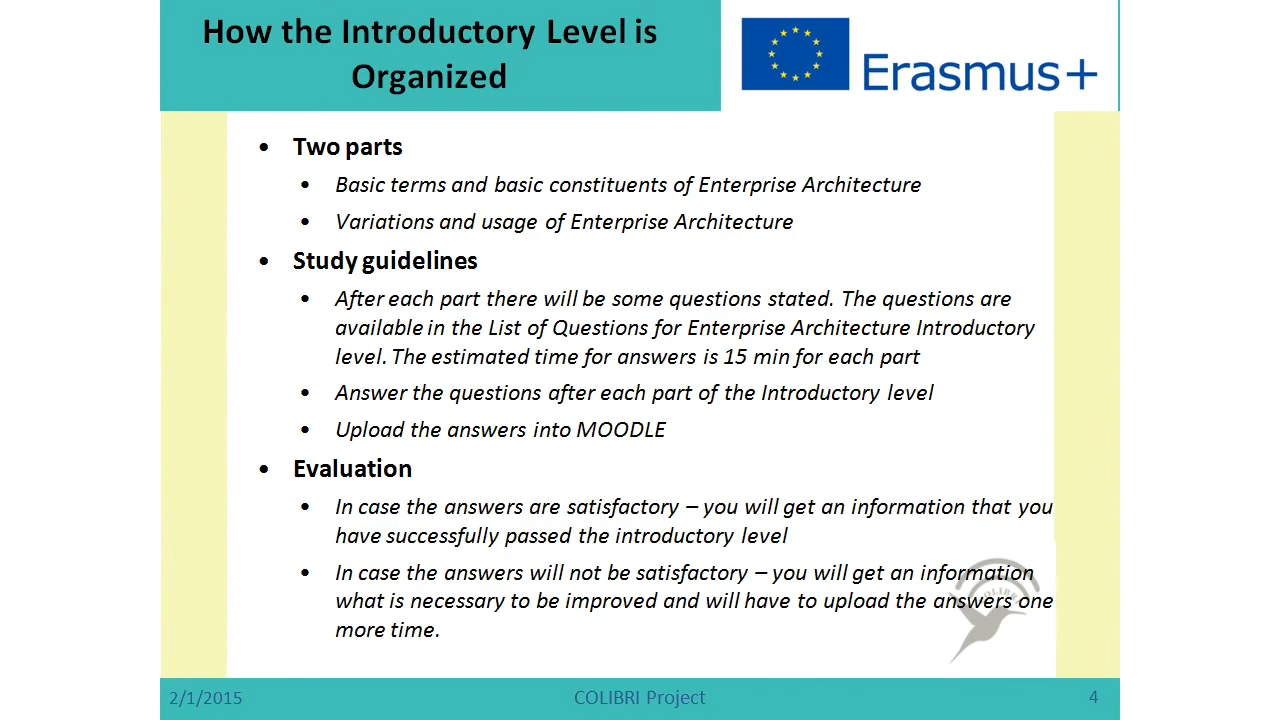 How the Introductory Level is
Organized
Erasmus+
• Two parts
• Basic terms and basic constituents of Enterprise Architecture
• Variations and usage of Enterprise Architecture
• Study guidelines
• After each part there will be some questions stated. The questions are
available in the List of Questions for Enterprise Architecture Introductory
level. The estimated time for answers is 15 min for each part
• Answer the questions after each part of the Introductory level
• Upload the answers into MOODLE
• Evaluation
• In case the answers are satisfactory – you will get an information that you
have successfully passed the introductory level
• In case the answers will not be satisfactory – you will get an information
what is necessary to be improved and will have to upload the answers one
more time.
COLIBRI
2/1/2015
COLIBRI Project
4